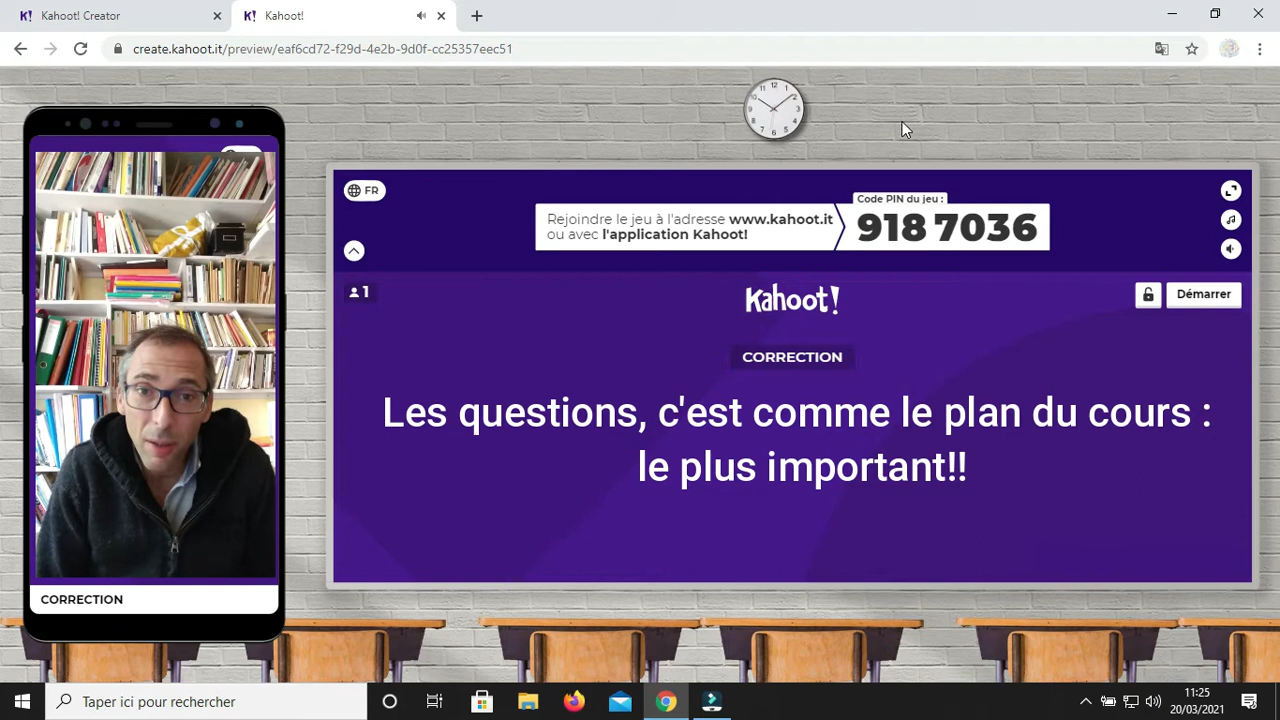 Kahoot! Creator
Kahoot!
create.kahoot.it/preview/eaf6cd72-f29d-4e2b-9d0f-cc25357eec51
FR
Rejoindre le jeu à l'adresse www.kahoot.it
ou avec l'application Kahoot!
Code PIN du jeu :
918 7036
1
Kahoot!
Démarrer
CORRECTION
Les questions, c'est comme le plan du cours :
le plus important!!
CORRECTION
Taper ici pour rechercher
11:25
20/03/2021